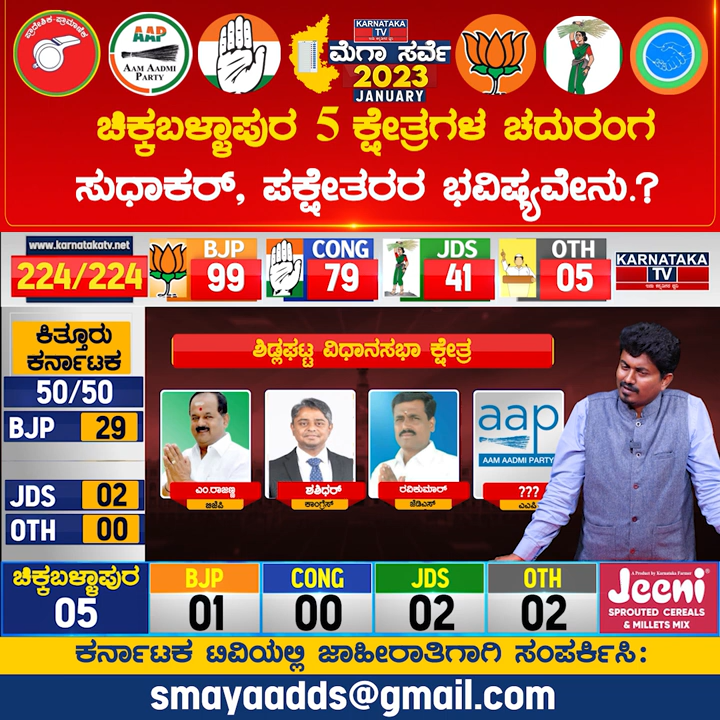 ಪ್ರಾದೇಶಿಕ-ಪ್ರಾಮಾಣಿಕ
AAP
AAM AADMI
PARTY
KARNATAKA
TV
ಮೆಗಾ ಸರ್ವೆ
2023
JANUARY
ಚಿಕ್ಕಬಳ್ಳಾಪುರ 5 ಕ್ಷೇತ್ರಗಳ ಚದುರಂಗ
ಸುಧಾಕರ್, ಪಕ್ಷೇತರರ ಭವಿಷ್ಯವೇನು.?
www.karnatakatv.net
224/224
BJP
99
CONG
79
JDS
41
OTH
05
KARNATAKA
TV
ಕಿತ್ತೂರು
ಕರ್ನಾಟಕ
50/50
BJP 29
JDS 02
OTH 00
ಶಿಡ್ಲಘಟ್ಟ ವಿಧಾನಸಭಾ ಕ್ಷೇತ್ರ
aap
AAM AADMI PARTY
ಎಂ.ರಾಜಣ್ಣ
ಬಿಜೆಪಿ
ಶಶಿಧರ್
ಕಾಂಗ್ರೆಸ್
ರವಿಕುಮಾರ್
ಜೆಡಿಎಸ್
???
ಎಎಪಿ
ಚಿಕ್ಕಬಳ್ಳಾಪುರ
05
BJP
01
CONG
00
JDS
02
OTH
02
A Product by Karnataka Farmer
Jeeni
SPROUTED CEREALS
& MILLETS MIX
ಕರ್ನಾಟಕ ಟಿವಿಯಲ್ಲಿ ಜಾಹೀರಾತಿಗಾಗಿ ಸಂಪರ್ಕಿಸಿ:
smayaadds@gmail.com